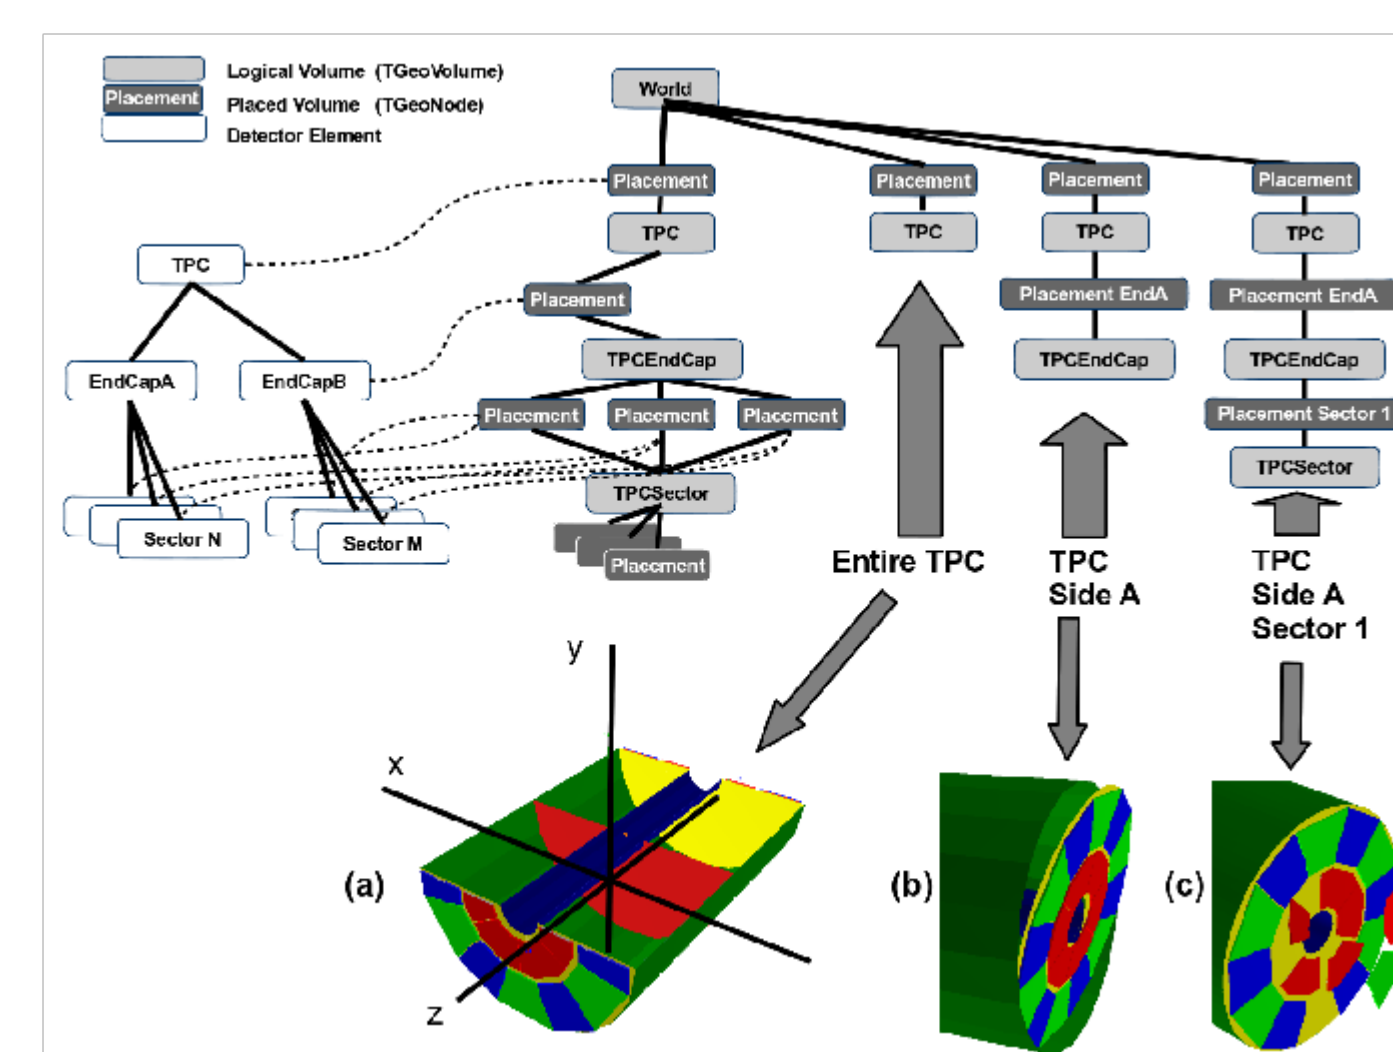 Logical Volume (TGeoVolume)
Placement Placed Volume (TGeoNode)
Detector Element
World
Placement Placement Placement Placement
TPC TPC TPC TPC
TPC
Placement Placement EndA Placement EndA
TPCEndCap TPCEndCap TPCEndCap
EndCapA EndCapB
Placement Placement Placement Placement Sector 1
TPCSector
TPCSector
Sector N Sector M
Placement
Entire TPC
TPC
Side A
TPC
Side A
Sector 1
y
x
z
(a)
(b)
(c)